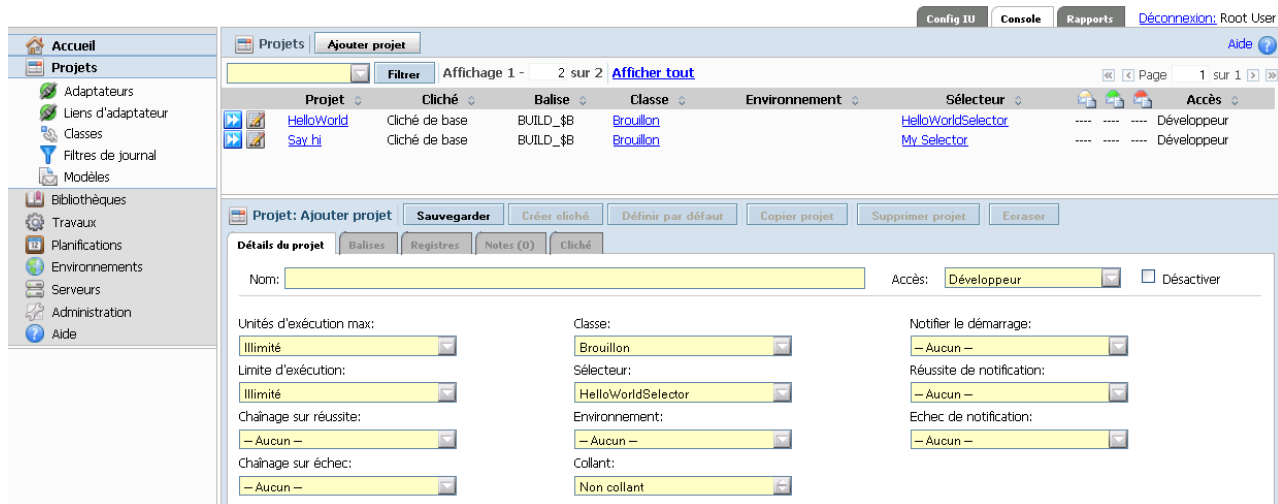 Config IU Console Rapports Déconnexion: Root User
Accueil
Projets
Adaptateurs
Liens d'adaptateur
Classes
Filtres de journal
Modèles
Bibliothèques
Travaux
Planifications
Environnements
Serveurs
Administration
Aide
Projets Ajouter projet Aide
Filtrer Affichage 1 - 2 sur 2 Afficher tout Page 1 sur 1
Projet Cliché Balise Classe Environnement Sélecteur Accès
HelloWorld Cliché de base BUILD_$B Brouillon HelloWorldSelector ---- ---- ---- Développeur
Say hi Cliché de base BUILD_$B Brouillon My Selector ---- ---- ---- Développeur
Projet: Ajouter projet Sauvegarder Créer cliché Définir par défaut Copier projet Supprimer projet Ecraser
Détails du projet Balises Registres Notes (0) Cliché
Nom: Accès: Développeur Désactiver
Unités d'exécution max: Classe: Notifier le démarrage:
Illimité Brouillon -- Aucun --
Limite d'exécution: Sélecteur: Réussite de notification:
Illimité HelloWorldSelector -- Aucun --
Chaînage sur réussite: Environnement: Echec de notification:
-- Aucun -- -- Aucun -- -- Aucun --
Chaînage sur échec: Collant:
-- Aucun -- Non collant